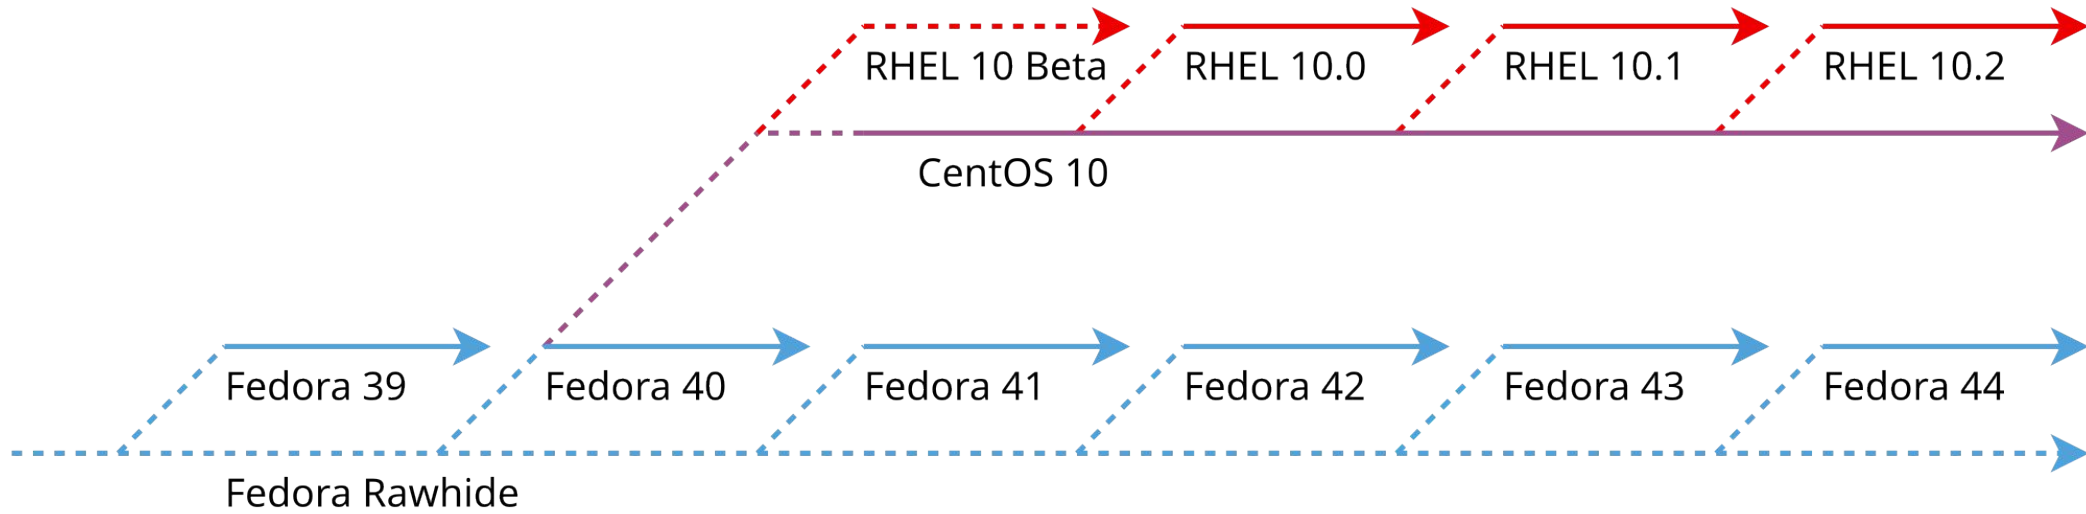 RHEL 10 Beta
RHEL 10.0
RHEL 10.1
RHEL 10.2
CentOS 10
Fedora 39
Fedora 40
Fedora 41
Fedora 42
Fedora 43
Fedora 44
Fedora Rawhide